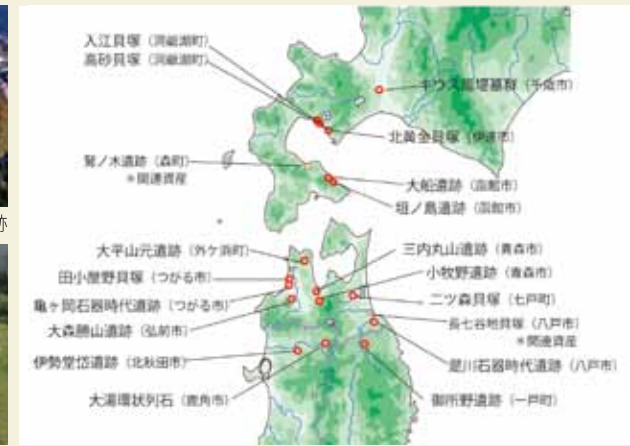 入江貝塚（洞爺湖町）
高砂貝塚（洞爺湖町）
キウス周堤墓群（千歳市）
北黄金貝塚（伊達市）
鷲ノ木遺跡（森町）
＊関連資産
大船遺跡（函館市）
垣ノ島遺跡（函館市）
跡
大平山元遺跡（外ケ浜町）
三内丸山遺跡（青森市）
田小屋野貝塚（つがる市）
小牧野遺跡（青森市）
亀ヶ岡石器時代遺跡（つがる市）
二ツ森貝塚（七戸町）
大森勝山遺跡（弘前市）
長七谷地貝塚（八戸市）
＊関連資産
伊勢堂岱遺跡（北秋田市）
是川石器時代遺跡（八戸市）
大湯環状列石（鹿角市）
御所野遺跡（一戸町）